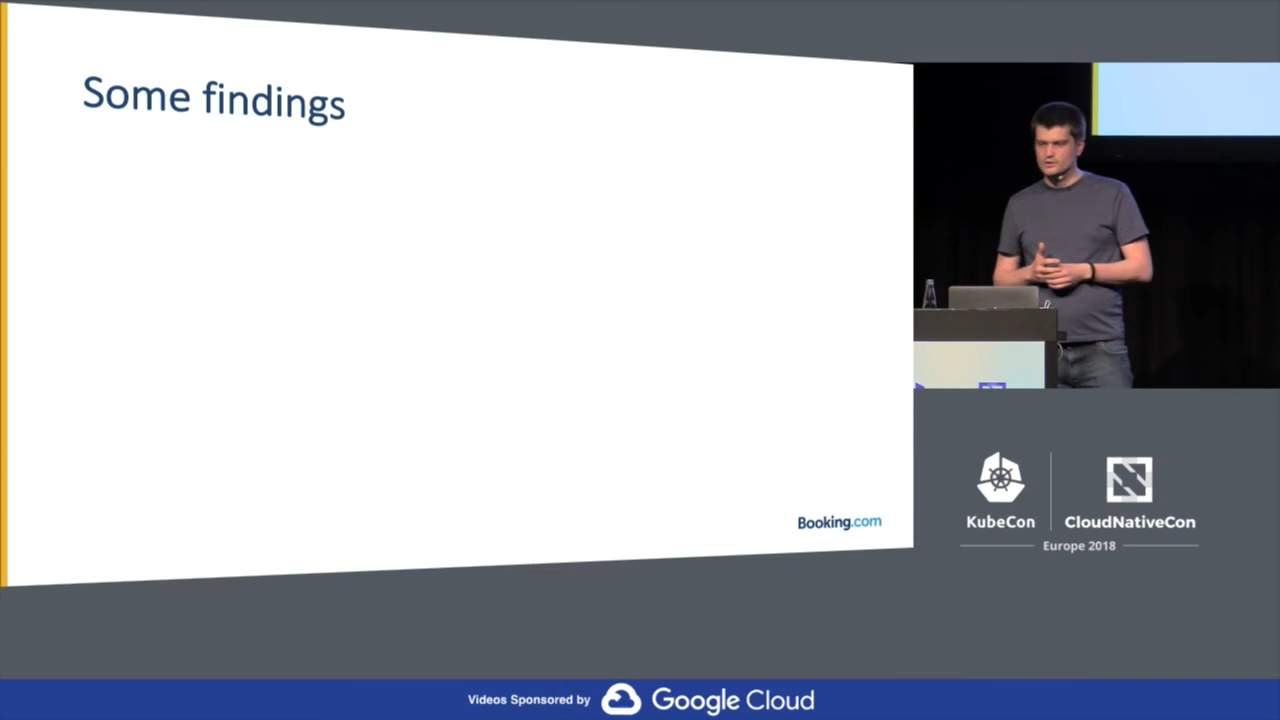 Some findings
Booking.com
KubeCon
CloudNativeCon
Europe 2018
Videos Sponsored by
Google Cloud